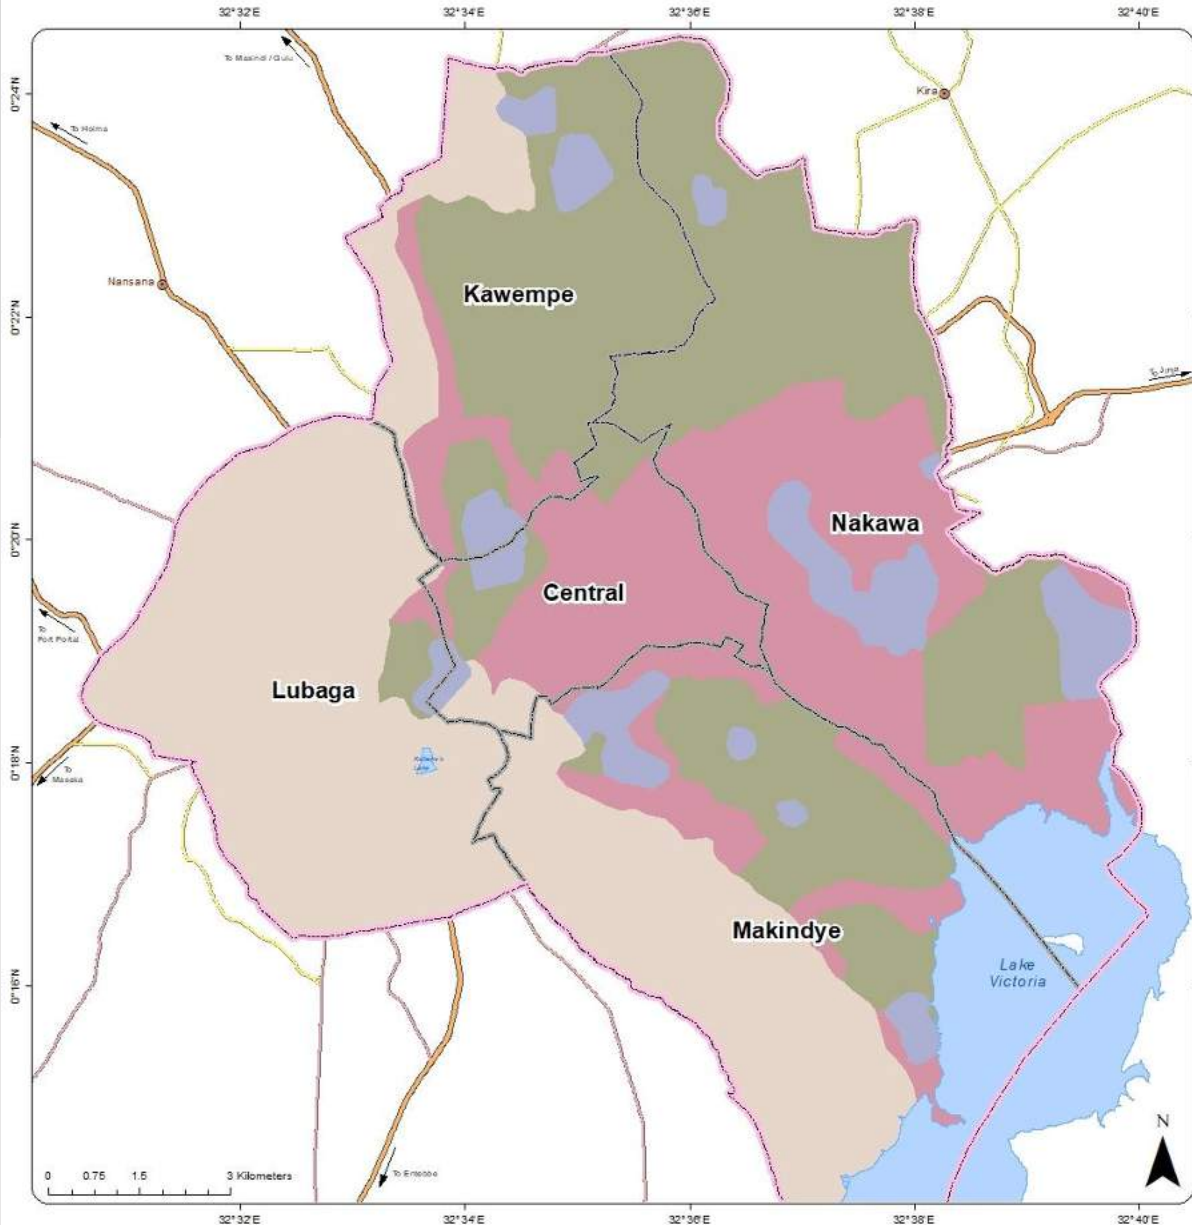 32°32'E
32°34'E
32°36'E
32°38'E
32°40'E
0°24'N
0°22'N
0°20'N
0°18'N
0°16'N
To Masindi / Gulu
To Hoima
Kira
Nansana
Kawempe
To Jinja
Nakawa
Central
To
Fort Portal
Lubaga
To
Masaka
Lake
Makindye
Lake
Victoria
N
0 0.75 1.5 3 Kilometers
To Entebbe
32°32'E
32°34'E
32°36'E
32°38'E
32°40'E